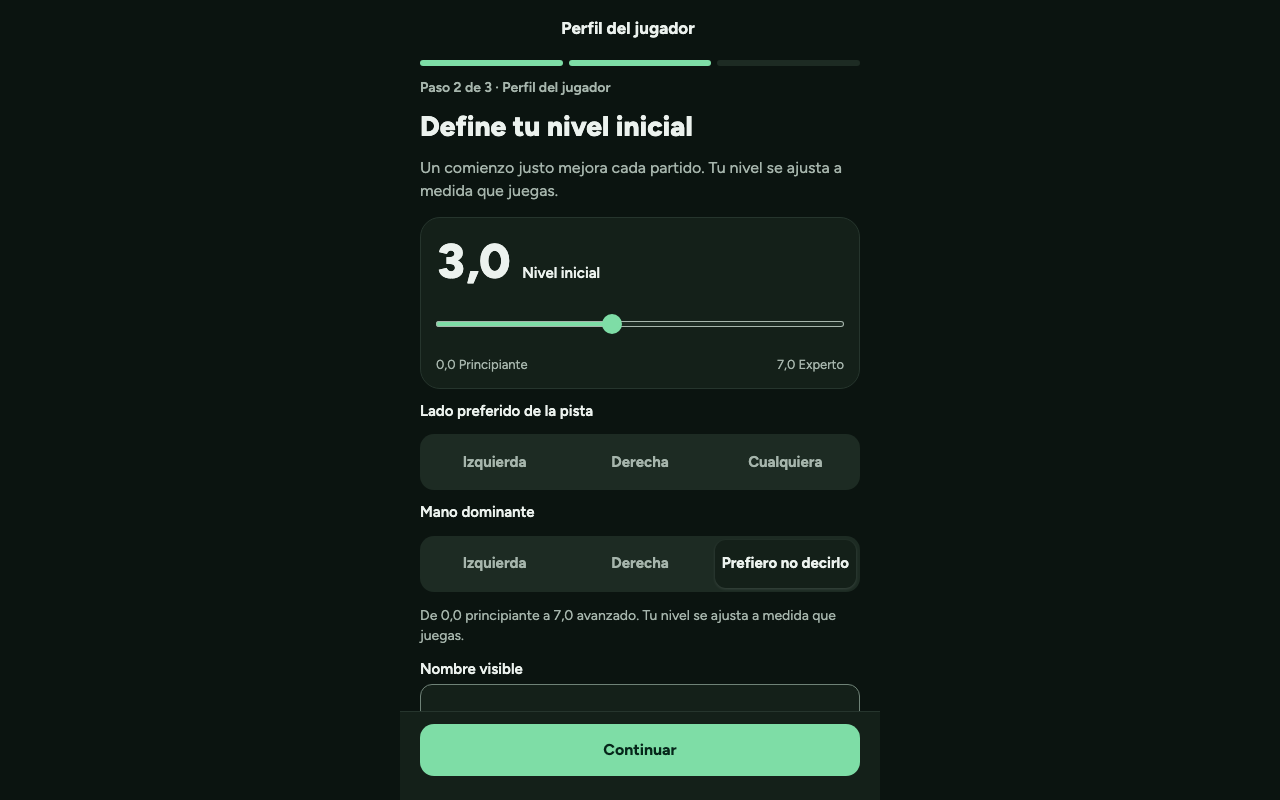 Perfil del jugador
Paso 2 de 3 · Perfil del jugador
Define tu nivel inicial
Un comienzo justo mejora cada partido. Tu nivel se ajusta a
medida que juegas.
3,0 Nivel inicial
0,0 Principiante 7,0 Experto
Lado preferido de la pista
Izquierda Derecha Cualquiera
Mano dominante
Izquierda Derecha Prefiero no decirlo
De 0,0 principiante a 7,0 avanzado. Tu nivel se ajusta a medida que
juegas.
Nombre visible
Continuar